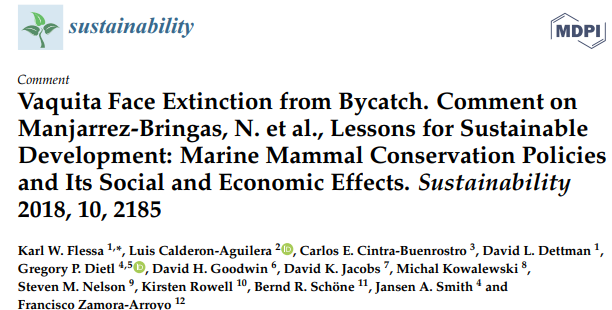 sustainability
MDPI
Comment
Vaquita Face Extinction from Bycatch. Comment on
Manjarrez-Bringas, N. et al., Lessons for Sustainable
Development: Marine Mammal Conservation Policies
and Its Social and Economic Effects. Sustainability
2018, 10, 2185
Karl W. Flessa 1,*, Luis Calderon-Aguilera 2 iD, Carlos E. Cintra-Buenrostro 3, David L. Dettman 1,
Gregory P. Dietl 4,5 iD, David H. Goodwin 6, David K. Jacobs 7, Michal Kowalewski 8,
Steven M. Nelson 9, Kirsten Rowell 10, Bernd R. Schöne 11, Jansen A. Smith 4 and
Francisco Zamora-Arroyo 12